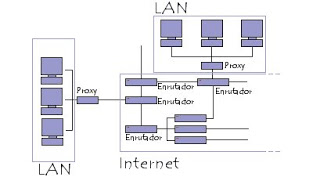 LAN
Proxy
Proxy
Enrutador
Enrutador
Enrutador
Enrutador
LAN
Internet